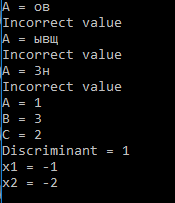 A = ов
Incorrect value
A = ывщ
Incorrect value
A = 3н
Incorrect value
A = 1
B = 3
C = 2
Discriminant = 1
x1 = -1
x2 = -2